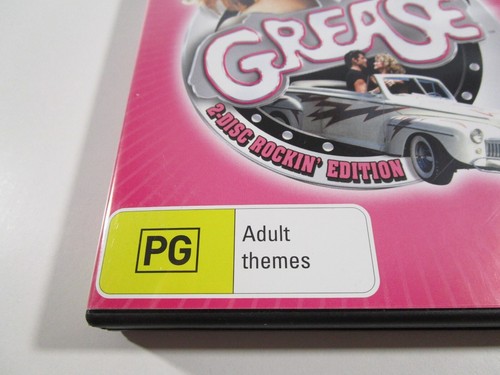 GREASE
2-DISC ROCKIN' EDITION
PG
Adult
themes